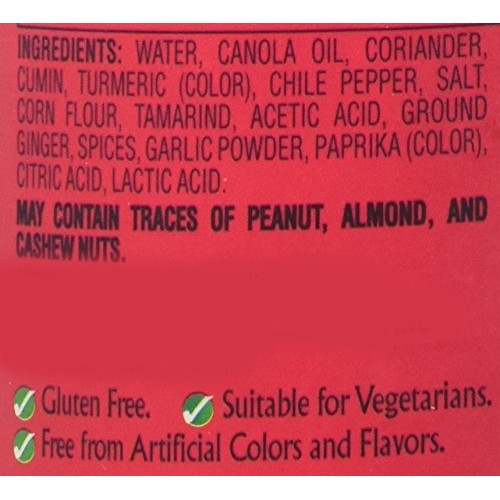 INGREDIENTS: WATER, CANOLA OIL, CORIANDER,
CUMIN, TURMERIC (COLOR), CHILE PEPPER, SALT,
CORN FLOUR, TAMARIND, ACETIC ACID, GROUND
GINGER, SPICES, GARLIC POWDER, PAPRIKA (COLOR),
CITRIC ACID, LACTIC ACID.
MAY CONTAIN TRACES OF PEANUT, ALMOND, AND
CASHEW NUTS.
Gluten Free. Suitable for Vegetarians.
Free from Artificial Colors and Flavors.